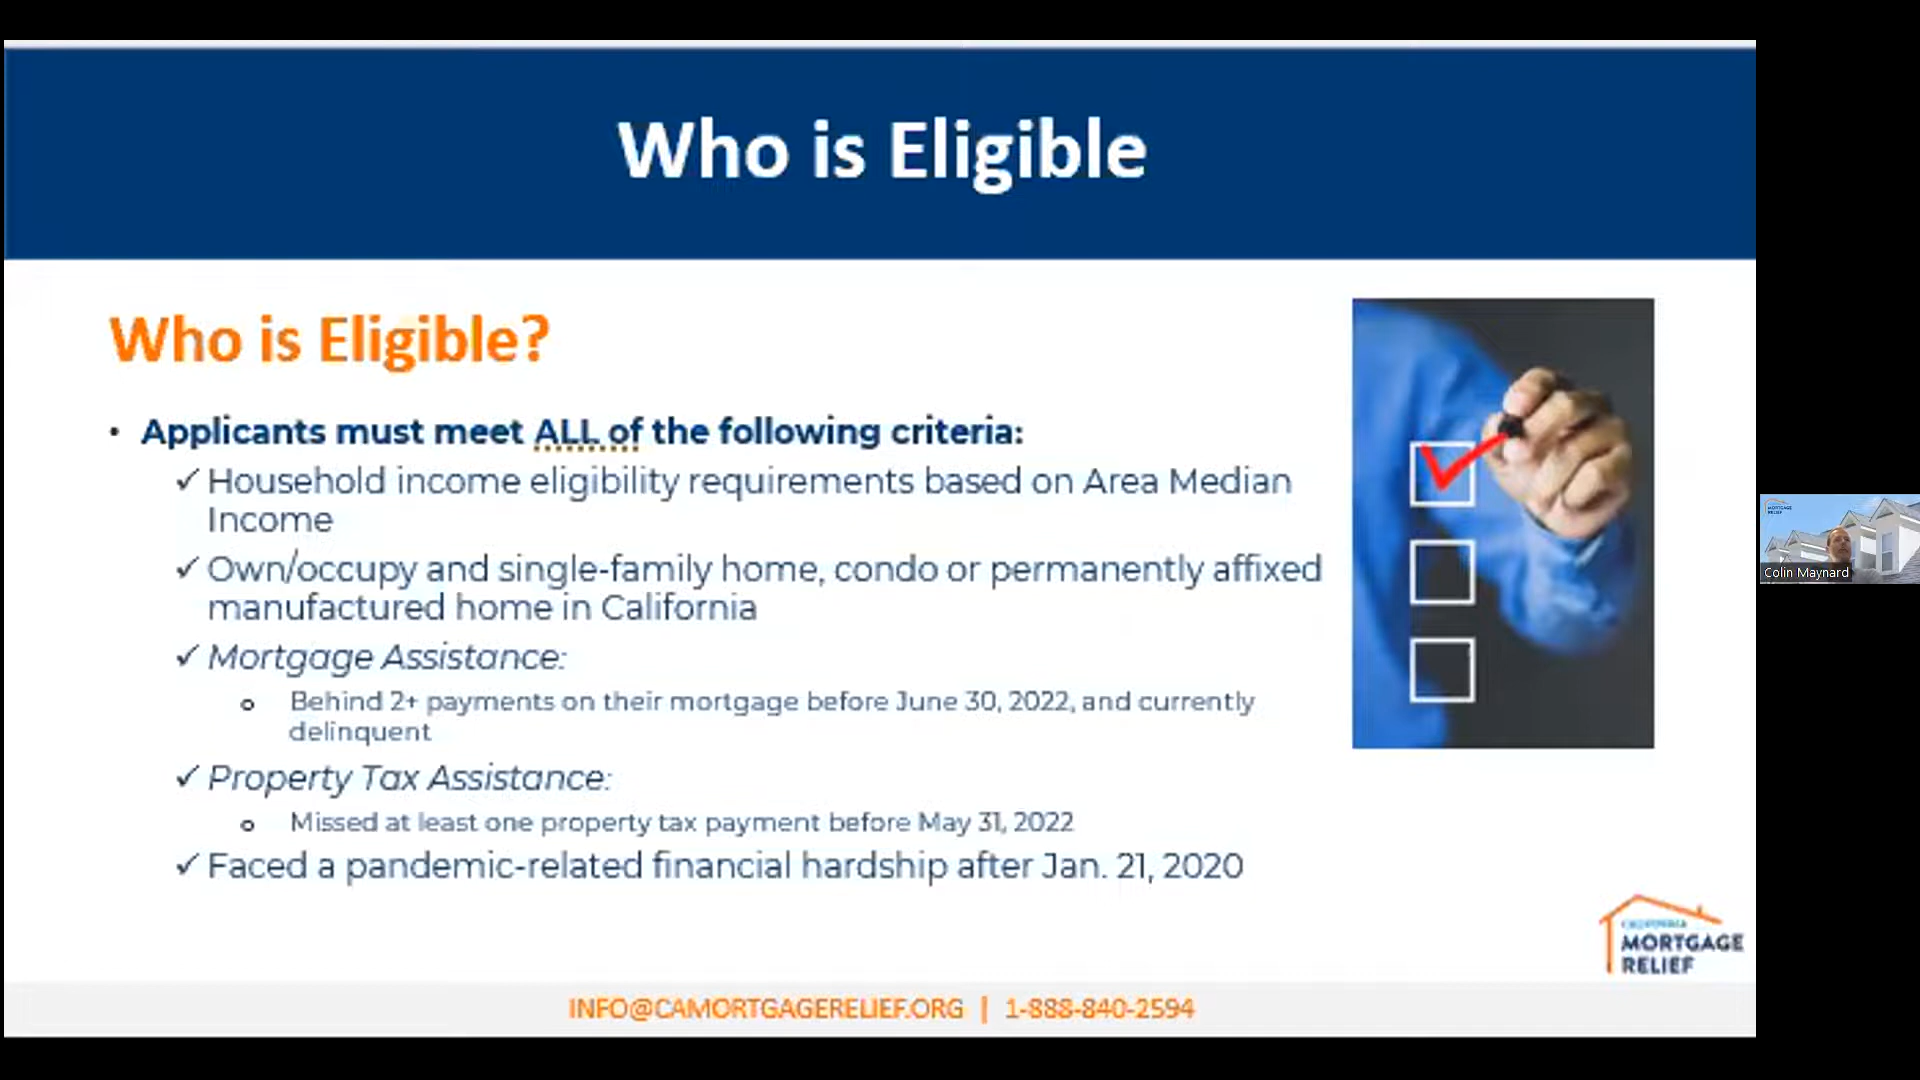 Who is Eligible
Who is Eligible?
• Applicants must meet ALL of the following criteria:
✓ Household income eligibility requirements based on Area Median
Income
✓ Own/occupy and single-family home, condo or permanently affixed
manufactured home in California
✓ Mortgage Assistance:
o Behind 2+ payments on their mortgage before June 30, 2022, and currently
delinquent
✓ Property Tax Assistance:
o Missed at least one property tax payment before May 31, 2022
✓ Faced a pandemic-related financial hardship after Jan. 21, 2020
CALIFORNIA
MORTGAGE
RELIEF
INFO@CAMORTGAGERELIEF.ORG | 1-888-840-2594
MORTGAGE
RELIEF
Colin Maynard